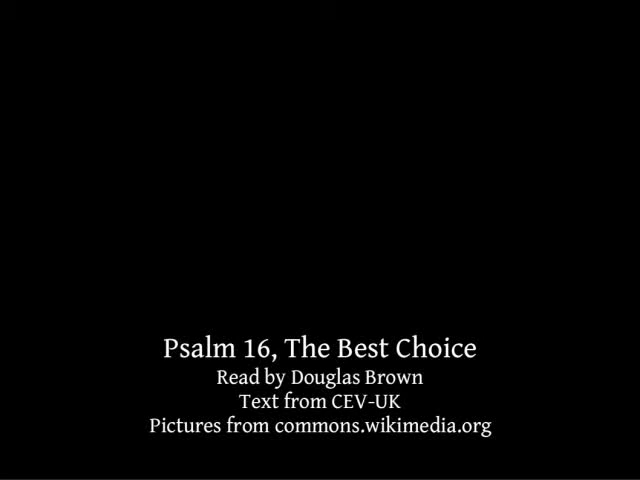 Psalm 16, The Best Choice
Read by Douglas Brown
Text from CEV-UK
Pictures from commons.wikimedia.org